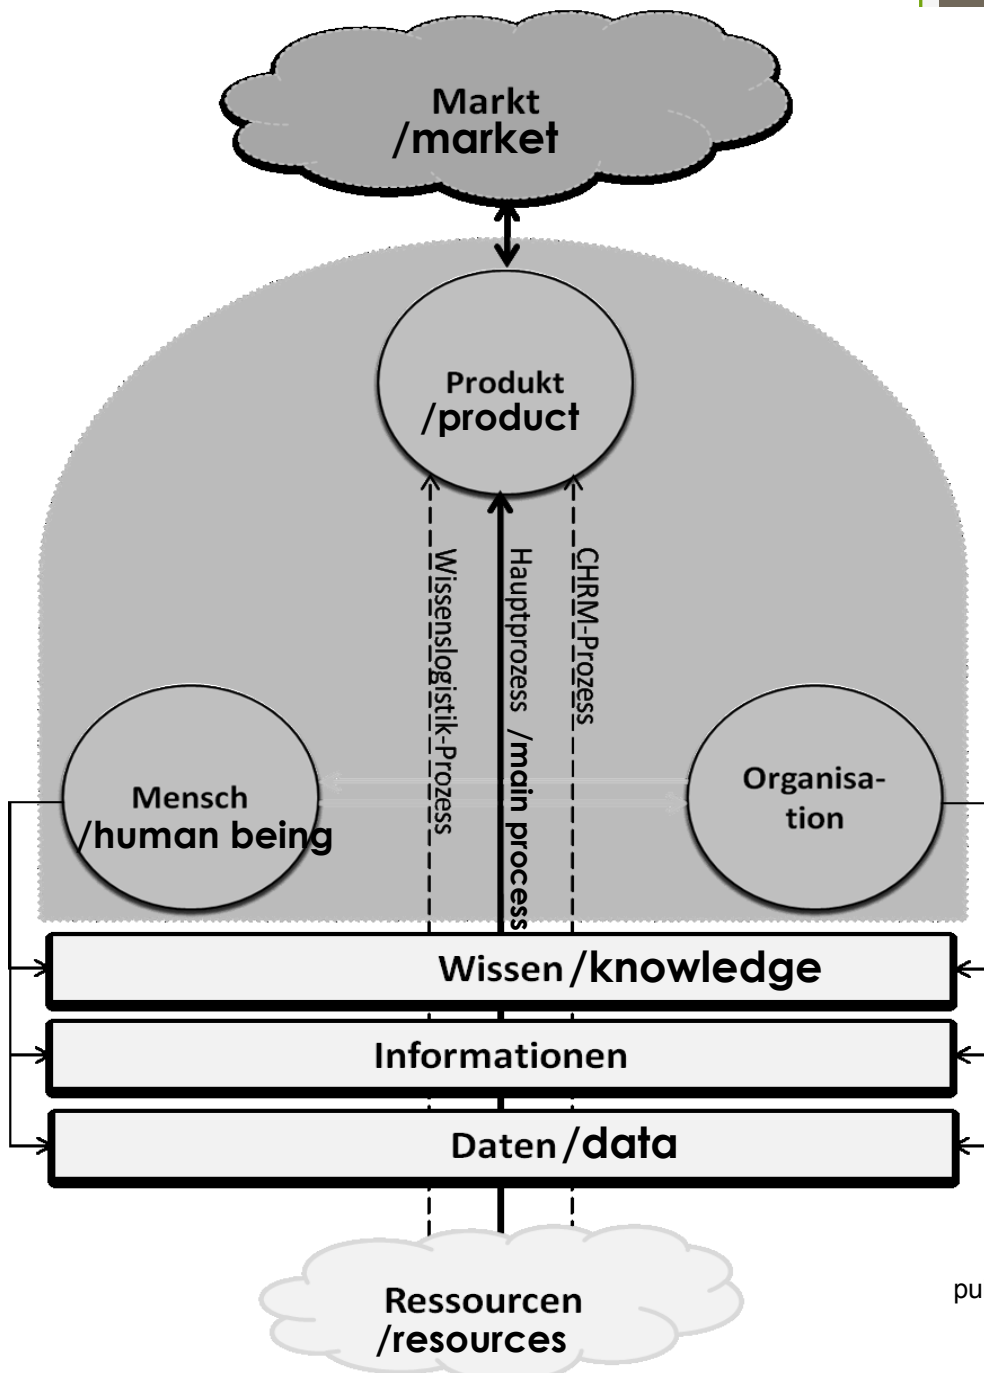 Markt
/market
Produkt
/product
Wissenslogistik-Prozess
Hauptprozess /main process
CHRM-Prozess
Mensch
/human being
Organisa-
tion
Wissen /knowledge
Informationen
Daten /data
Ressourcen
/resources
pu